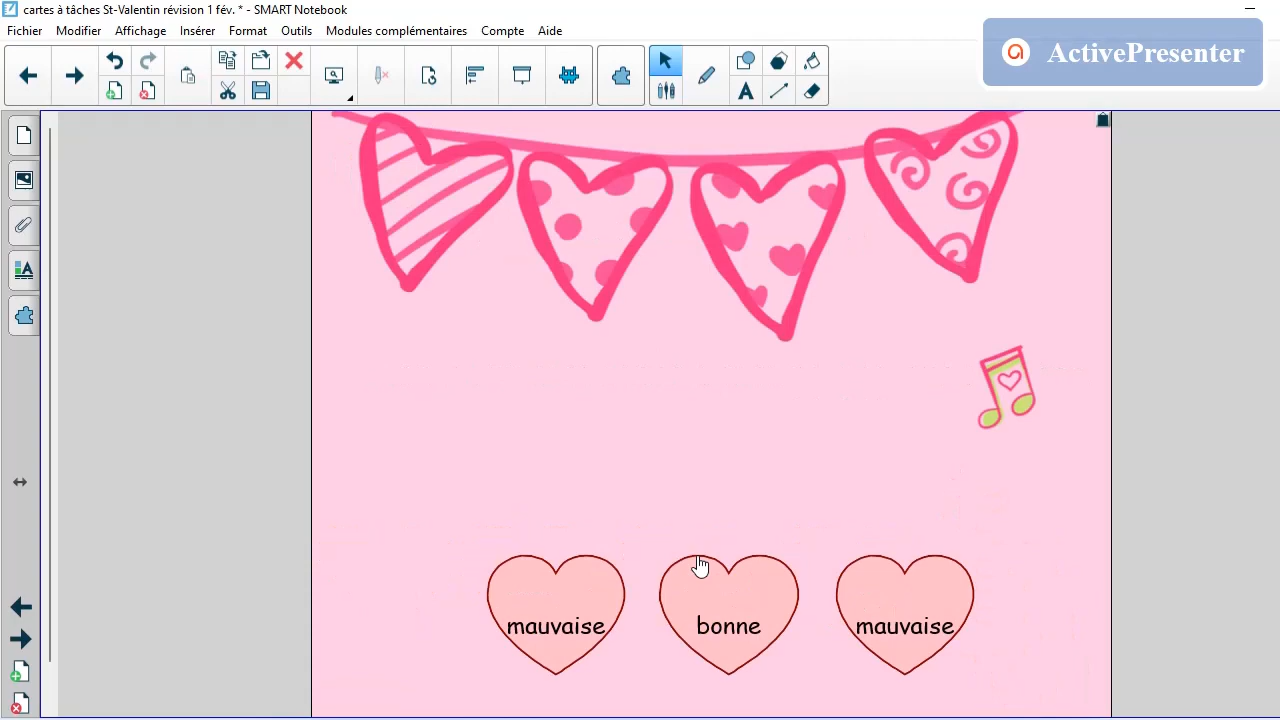 cartes à tâches St-Valentin révision 1 fév. * - SMART Notebook
Fichier Modifier Affichage Insérer Format Outils Modules complémentaires Compte Aide
ActivePresenter
mauvaise bonne mauvaise